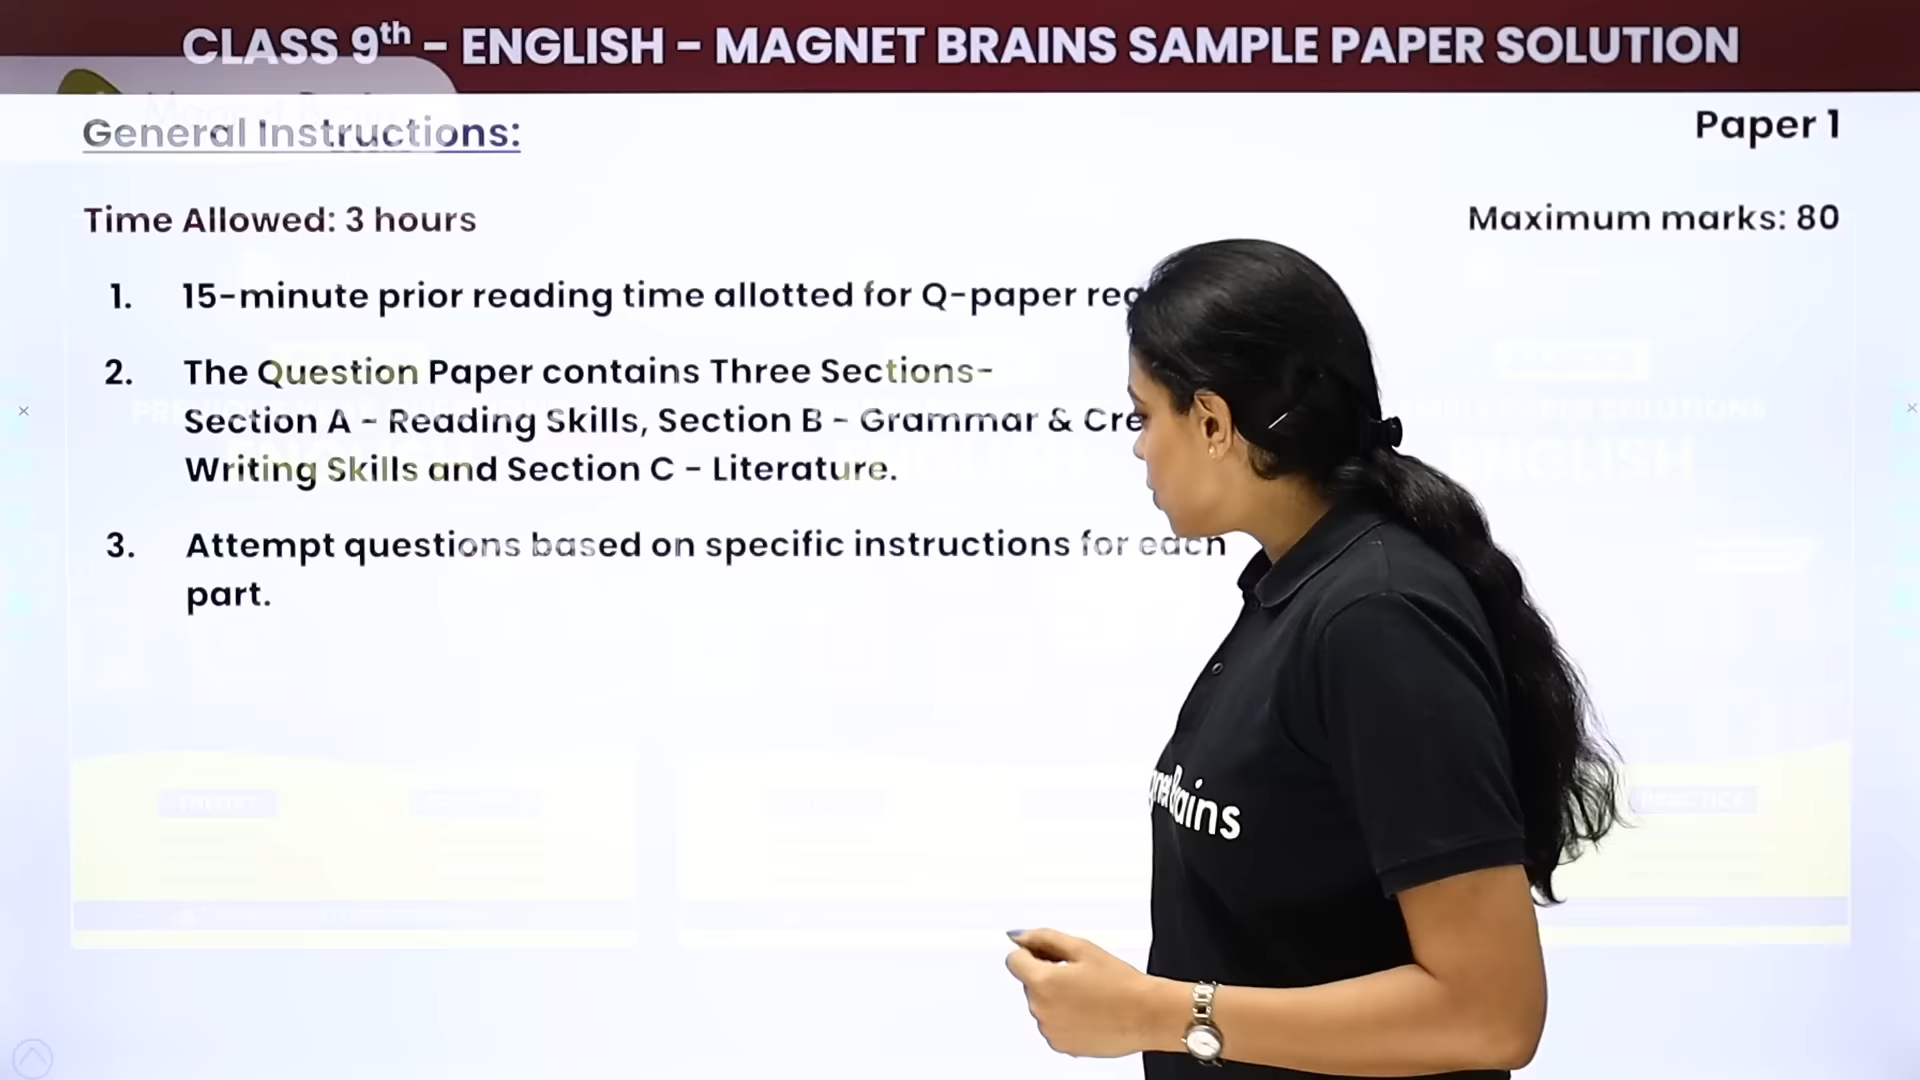 CLASS 9th – ENGLISH – MAGNET BRAINS SAMPLE PAPER SOLUTION
General Instructions:
Paper 1
Time Allowed: 3 hours
Maximum marks: 80
1. 15-minute prior reading time allotted for Q-paper
2. The Question Paper contains Three Sections-
Section A - Reading Skills, Section B - Grammar & Cre
Writing Skills and Section C - Literature.
3. Attempt questions based on specific instructions for each
part.
ENGLISH
PRACTICE
THEORY
Brains